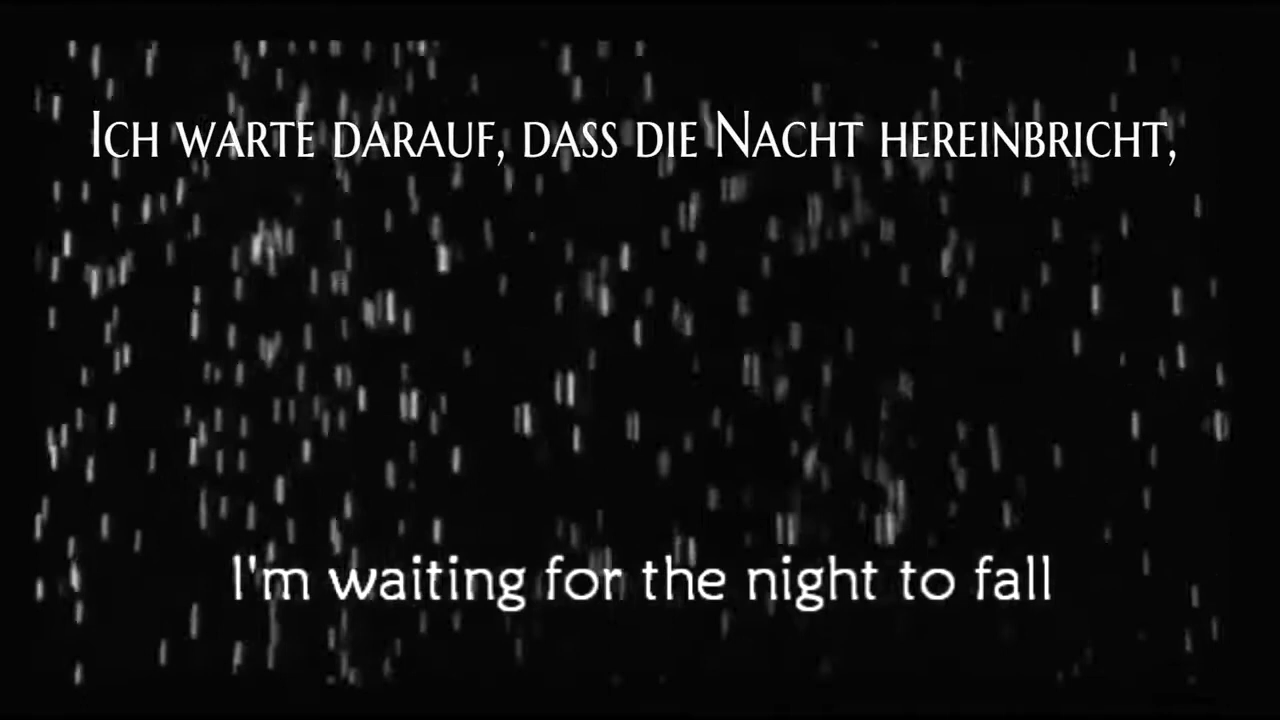 Ich warte darauf, dass die Nacht hereinbricht,
I'm waiting for the night to fall